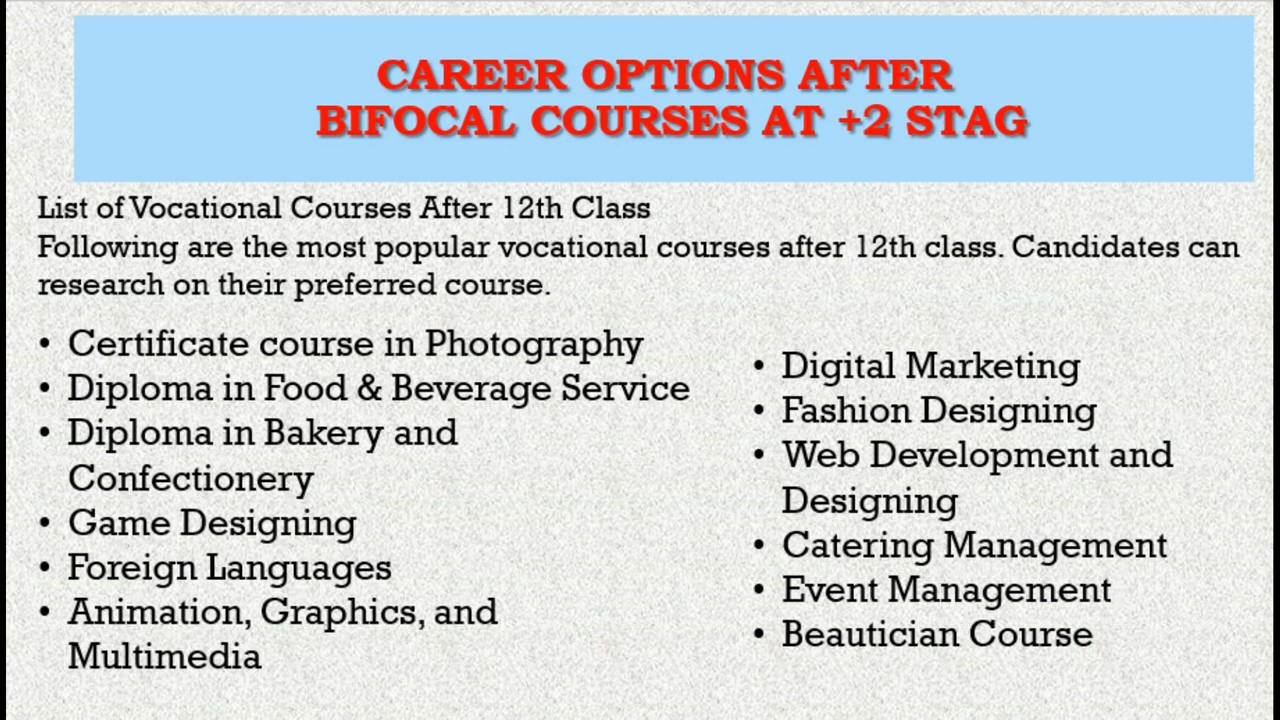 CAREER OPTIONS AFTER
BIFOCAL COURSES AT +2 STAG
List of Vocational Courses After 12th Class
Following are the most popular vocational courses after 12th class. Candidates can
research on their preferred course.
• Certificate course in Photography
• Diploma in Food & Beverage Service
• Diploma in Bakery and
Confectionery
• Game Designing
• Foreign Languages
• Animation, Graphics, and
Multimedia
• Digital Marketing
• Fashion Designing
• Web Development and
Designing
• Catering Management
• Event Management
• Beautician Course